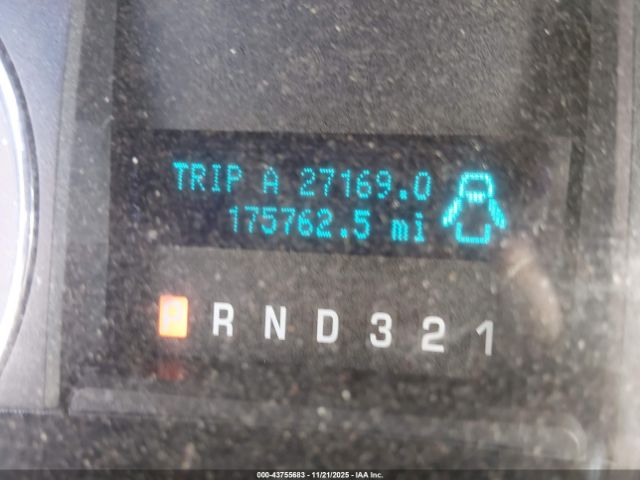 TRIP A 27169.0
175762.5 mi
P R N D 3 2 1
000-43755683 - 11/21/2025 - IAA Inc.